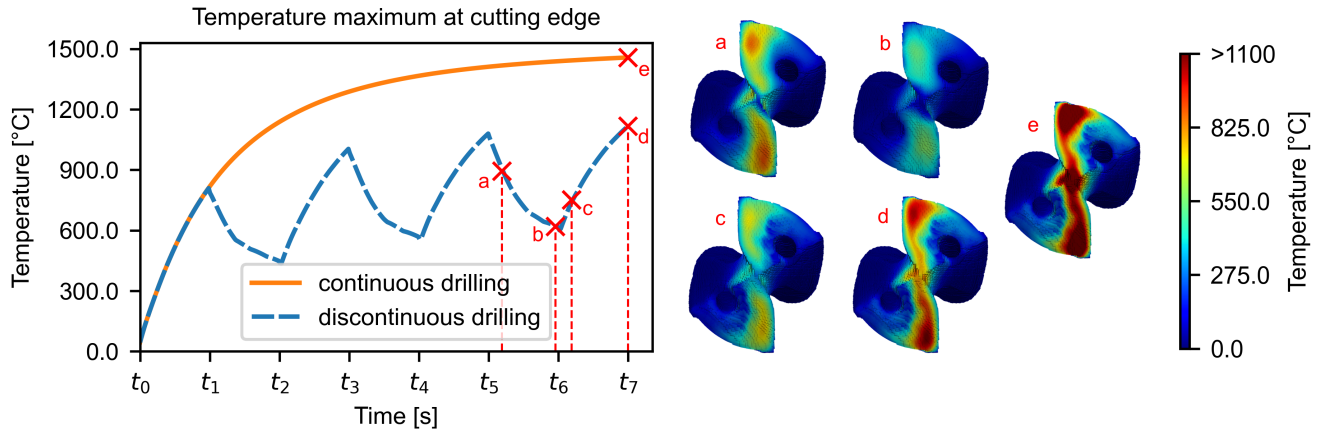 Temperature maximum at cutting edge
Temperature [°C]
1500.0
1200.0
900.0
600.0
300.0
0.0
t0 t1 t2 t3 t4 t5 t6 t7
Time [s]
continuous drilling
discontinuous drilling
a
b
c
d
e
a
b
c
d
e
>1100
825.0
550.0
275.0
0.0
Temperature [°C]